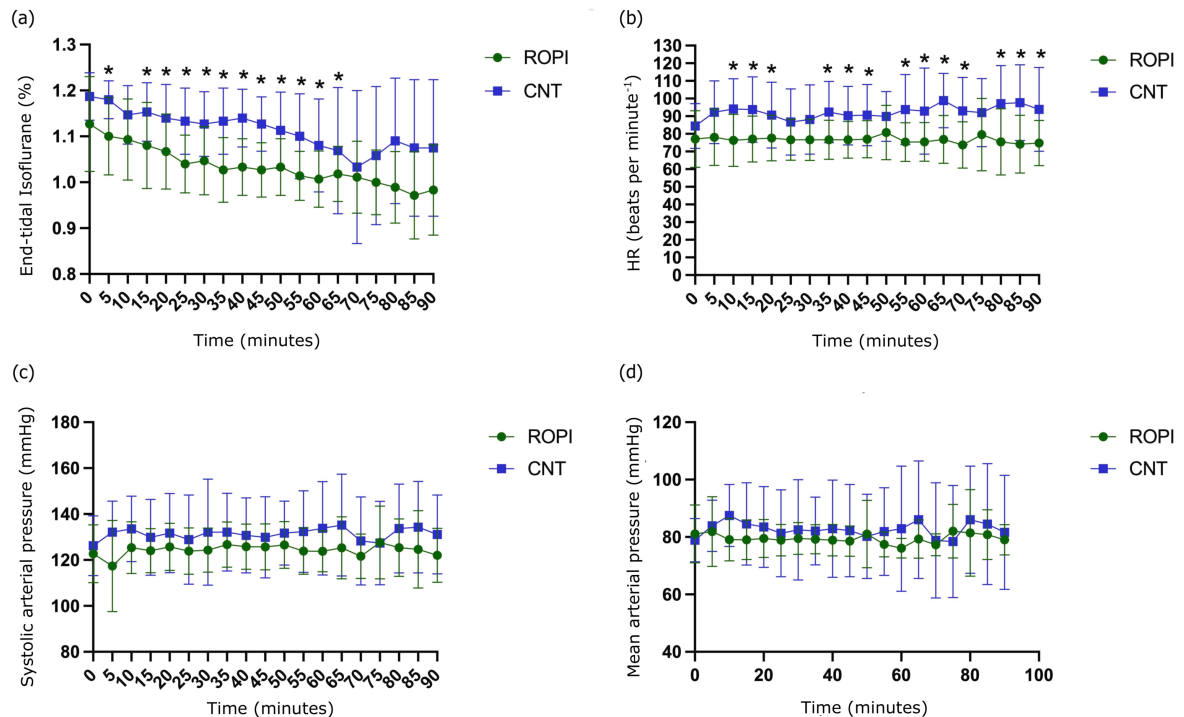 (a)
1.3
1.2
1.1
1.0
0.9
0.8
End-tidal Isoflurane (%)
* * * * * * * * * * * *
ROPI
CNT
0 5 10 15 20 25 30 35 40 45 50 55 60 65 70 75 80 85 90
Time (minutes)
(b)
130
120
110
100
90
80
70
60
50
40
30
20
10
0
HR (beats per minute⁻¹)
* * * * * * * * * * * * *
ROPI
CNT
0 5 10 15 20 25 30 35 40 45 50 55 60 65 70 75 80 85 90
Time (minutes)
(c)
180
160
140
120
100
80
Systolic arterial pressure (mmHg)
ROPI
CNT
0 5 10 15 20 25 30 35 40 45 50 55 60 65 70 75 80 85 90
Time (minutes)
(d)
120
100
80
60
40
Mean arterial pressure (mmHg)
ROPI
CNT
0 20 40 60 80 100
Time (minutes)